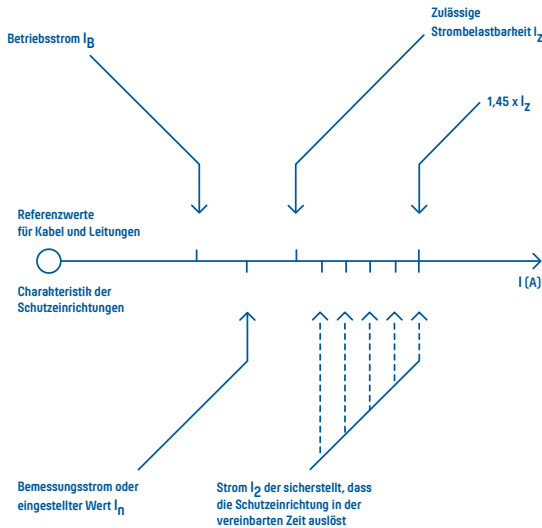 Zulässige
Strombelastbarkeit Iz
Betriebsstrom IB
1,45 x Iz
Referenzwerte
für Kabel und Leitungen
I (A)
Charakteristik der
Schutzeinrichtungen
Bemessungsstrom oder
eingestellter Wert In
Strom I2 der sicherstellt, dass
die Schutzeinrichtung in der
vereinbarten Zeit auslöst